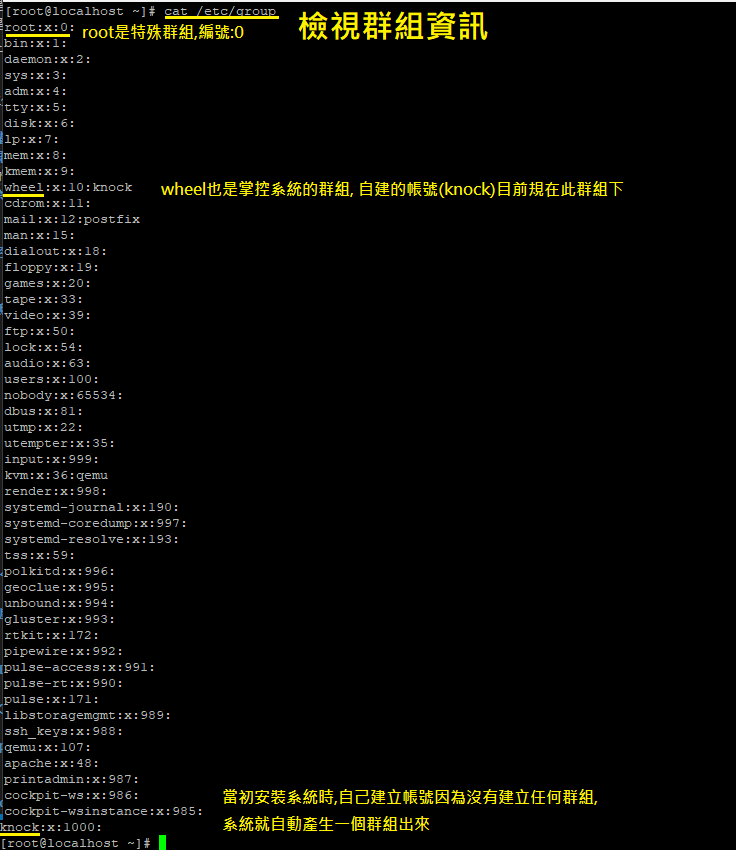 [root@localhost ~]# cat /etc/group
檢視群組資訊
root:x:0:
root是特殊群組,編號:0
bin:x:1:
daemon:x:2:
sys:x:3:
adm:x:4:
tty:x:5:
disk:x:6:
lp:x:7:
mem:x:8:
kmem:x:9:
wheel:x:10:knock
wheel也是掌控系統的群組, 自建的帳號(knock)目前規在此群組下
cdrom:x:11:
mail:x:12:postfix
man:x:15:
dialout:x:18:
floppy:x:19:
games:x:20:
tape:x:33:
video:x:39:
ftp:x:50:
lock:x:54:
audio:x:63:
users:x:100:
nobody:x:65534:
dbus:x:81:
utmp:x:22:
utempter:x:35:
input:x:999:
kvm:x:36:qemu
render:x:998:
systemd-journal:x:190:
systemd-coredump:x:997:
systemd-resolve:x:193:
tss:x:59:
polkitd:x:996:
geoclue:x:995:
unbound:x:994:
gluster:x:993:
rtkit:x:172:
pipewire:x:992:
pulse-access:x:991:
pulse-rt:x:990:
pulse:x:171:
libstoragemgmt:x:989:
ssh_keys:x:988:
qemu:x:107:
apache:x:48:
printadmin:x:987:
cockpit-ws:x:986:
當初安裝系統時,自己建立帳號因為沒有建立任何群組,
cockpit-wsinstance:x:985:
系統就自動產生一個群組出來
knock:x:1000:
[root@localhost ~]#